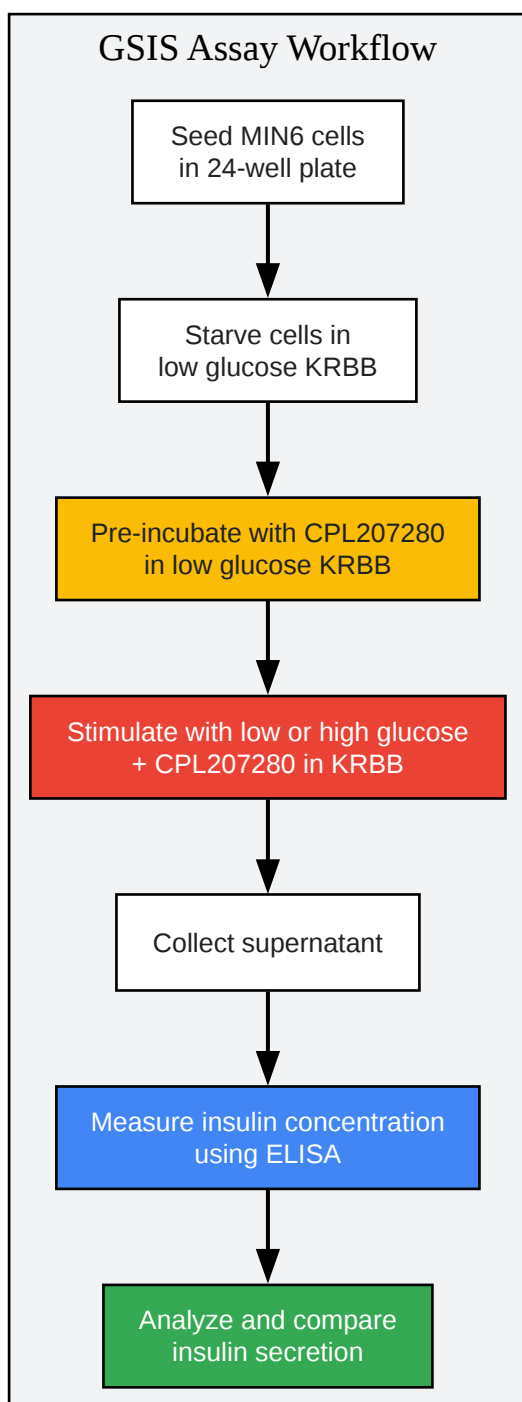 GSIS Assay Workflow
Seed MIN6 cells
in 24-well plate
Starve cells in
low glucose KRBB
Pre-incubate with CPL207280
in low glucose KRBB
Stimulate with low or high glucose
+ CPL207280 in KRBB
Collect supernatant
Measure insulin concentration
using ELISA
Analyze and compare
insulin secretion